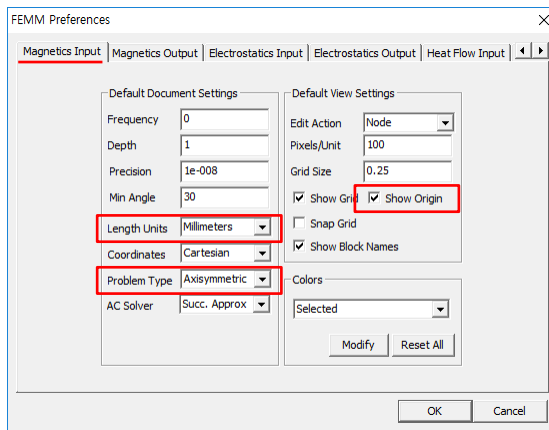 FEMM Preferences
Magnetics Input Magnetics Output Electrostatics Input Electrostatics Output Heat Flow Input
Default Document Settings
Frequency 0
Depth 1
Precision 1e-008
Min Angle 30
Length Units Millimeters
Coordinates Cartesian
Problem Type Axisymmetric
AC Solver Succ. Approx
Default View Settings
Edit Action Node
Pixels/Unit 100
Grid Size 0.25
Show Grid Show Origin
Snap Grid
Show Block Names
Colors
Selected
Modify Reset All
OK Cancel